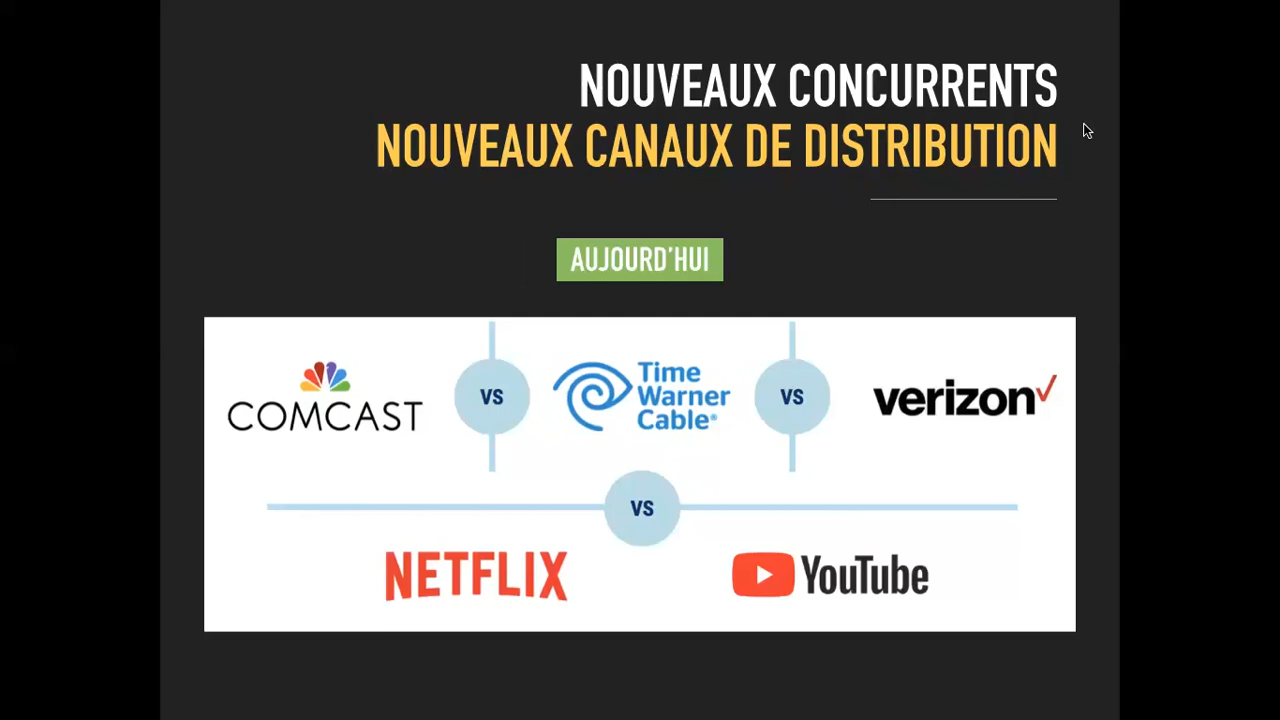 NOUVEAUX CONCURRENTS
NOUVEAUX CANAUX DE DISTRIBUTION
AUJOURD'HUI
COMCAST
VS
Time
Warner
Cable®
VS
verizon
VS
NETFLIX
YouTube